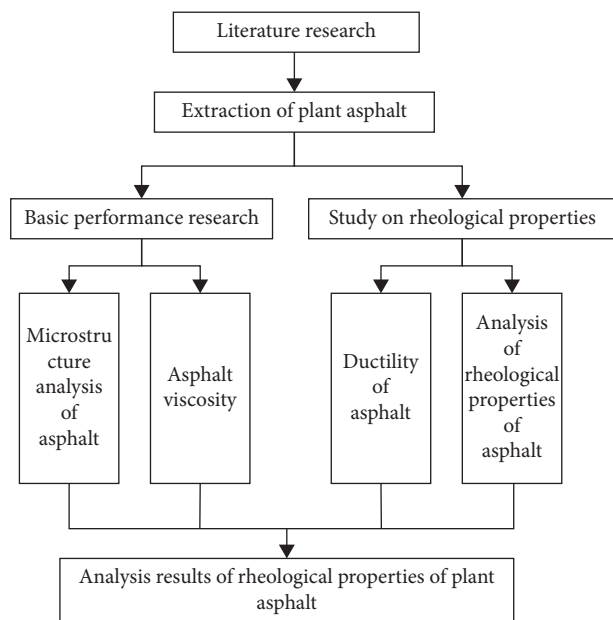 Literature research
Extraction of plant asphalt
Basic performance research
Study on rheological properties
Microstru
cture
analysis
of
asphalt
Asphalt
viscosity
Ductility
of
asphalt
Analysis
of
rheological
properties
of
asphalt
Analysis results of rheological properties of plant
asphalt